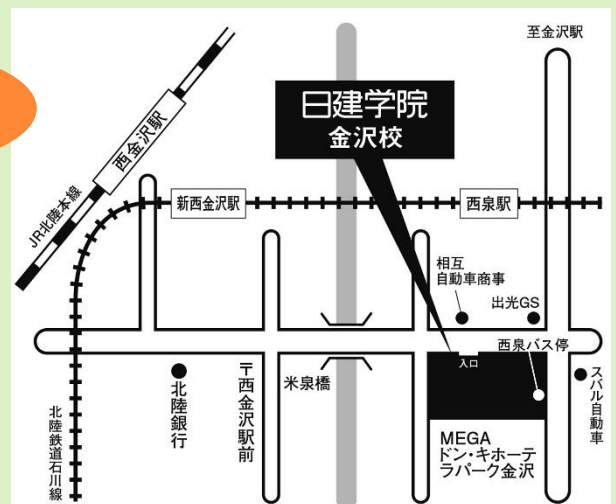 至金沢駅
日建学院
金沢校
西金沢駅
JR北陸本線
新西金沢駅
西泉駅
相互
自動車商事
出光GS
西泉バス停
入口
北陸鉄道石川線
北陸銀行
〒西金沢駅前
米泉橋
スバル自動車
MEGA
ドン・キホーテ
ラパーク金沢